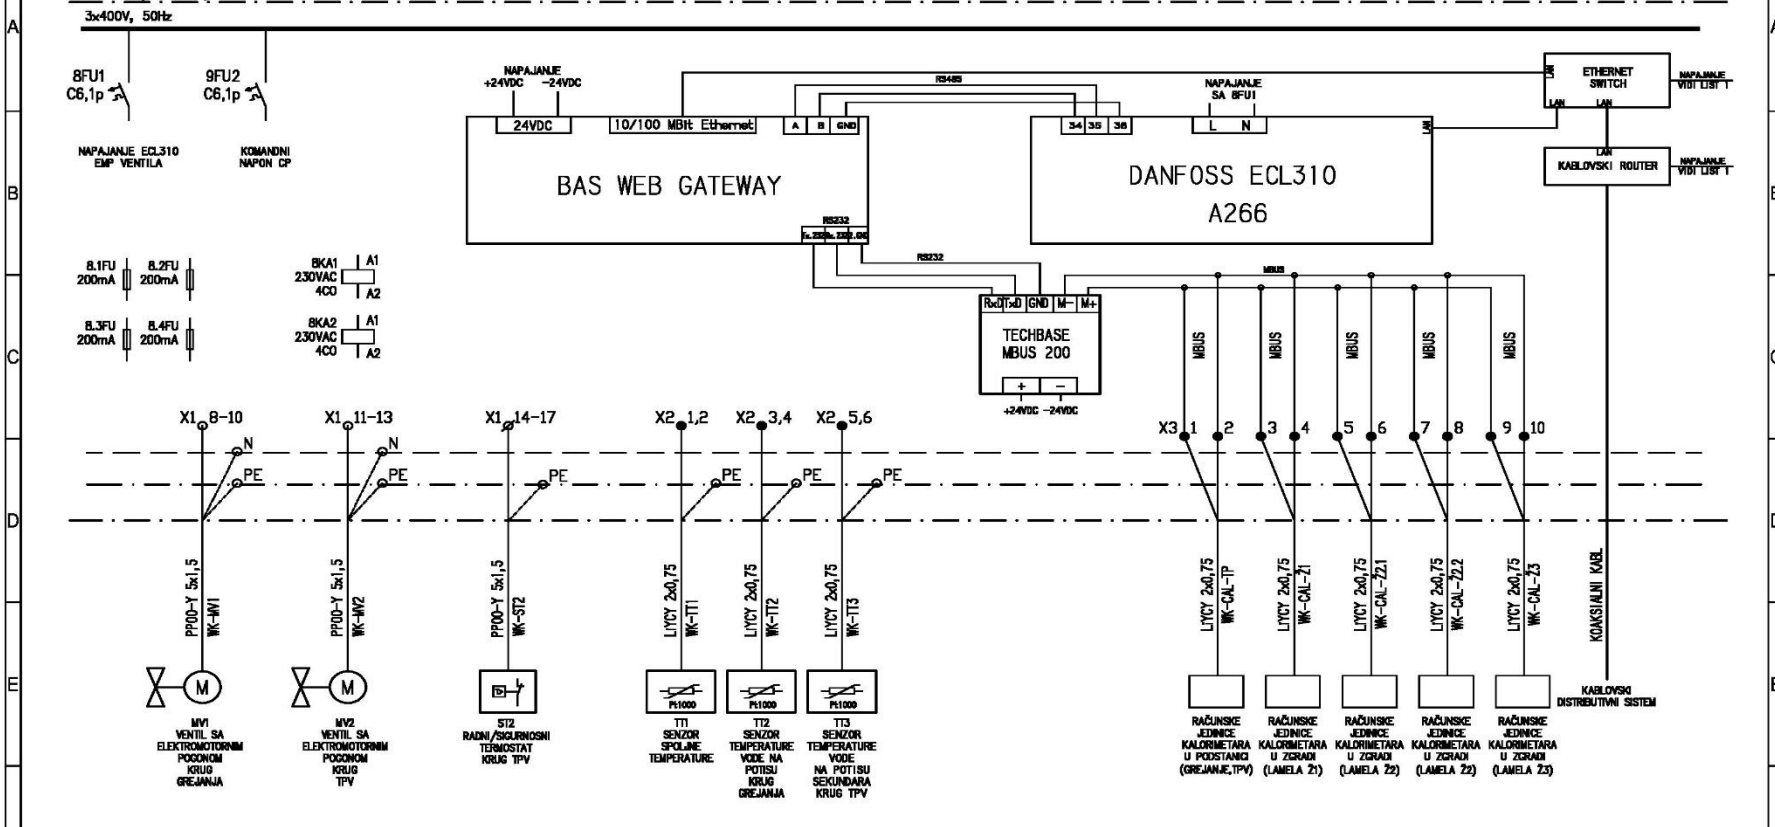 A
3x400V, 50Hz
8FU1
C6,1p
9FU2
C6,1p
NAPAJANJE ECL310
EMP VENTILA
KOMANDNI
NAPON CP
NAPAJANJE
+24VDC -24VDC
24VDC
10/100 MBit Ethernet
A B GND
RS485
BAS WEB GATEWAY
RS232
NAPAJANJE
SA 8FU1
34 35 36
L N
LAN
DANFOSS ECL310
A266
LAN
ETHERNET
SWITCH
LAN LAN
NAPAJANJE
VIDI LIST 1
LAN
KABLOVSKI ROUTER
NAPAJANJE
VIDI LIST 1
B
8.1FU
200mA
8.2FU
200mA
8.3FU
200mA
8.4FU
200mA
8KA1
230VAC
4CO
A1
A2
8KA2
230VAC
4CO
A1
A2
RS232
RxD TxD GND M- M+
TECHBASE
MBUS 200
+ -
+24VDC -24VDC
MBUS
MBUS
MBUS
MBUS
MBUS
MBUS
C
X1 8-10
X1 11-13
X1 14-17
X2 1,2
X2 3,4
X2 5,6
X3 1 2 3 4 5 6 7 8 9 10
N
PE
N
PE
PE
PE
PE
PE
D
PP00-Y 5x1,5
WK-MV1
PP00-Y 5x1,5
WK-MV2
PP00-Y 5x1,5
WK-ST2
LIYCY 2x0,75
WK-TT1
LIYCY 2x0,75
WK-TT2
LIYCY 2x0,75
WK-TT3
LIYCY 2x0,75
WK-CAL-TP
LIYCY 2x0,75
WK-CAL-Ž1
LIYCY 2x0,75
WK-CAL-Ž2.1
LIYCY 2x0,75
WK-CAL-Ž2.2
LIYCY 2x0,75
WK-CAL-Ž3
KOAKSIALNI KABL
E
M
M
Pt1000
Pt1000
Pt1000
MV1
VENTIL SA
ELEKTROMOTORNIM
POGONOM
KRUG
GREJANJA
MV2
VENTIL SA
ELEKTROMOTORNIM
POGONOM
KRUG
TPV
ST2
RADNI/SIGURNOSNI
TERMOSTAT
KRUG TPV
TT1
SENZOR
SPOLJNE
TEMPERATURE
TT2
SENZOR
TEMPERATURE
VODE NA
POTISU
KRUG
GREJANJA
TT3
SENZOR
TEMPERATURE
VODE
NA POTISU
SEKUNDARA
KRUG TPV
RAČUNSKE
JEDINICE
KALORIMETARA
U PODSTANICI
(GREJANJE,TPV)
RAČUNSKE
JEDINICE
KALORIMETARA
U ZGRADI
(LAMELA Ž1)
RAČUNSKE
JEDINICE
KALORIMETARA
U ZGRADI
(LAMELA Ž2)
RAČUNSKE
JEDINICE
KALORIMETARA
U ZGRADI
(LAMELA Ž2)
RAČUNSKE
JEDINICE
KALORIMETARA
U ZGRADI
(LAMELA Ž3)
KABLOVSKI
DISTRIBUTIVNI SISTEM